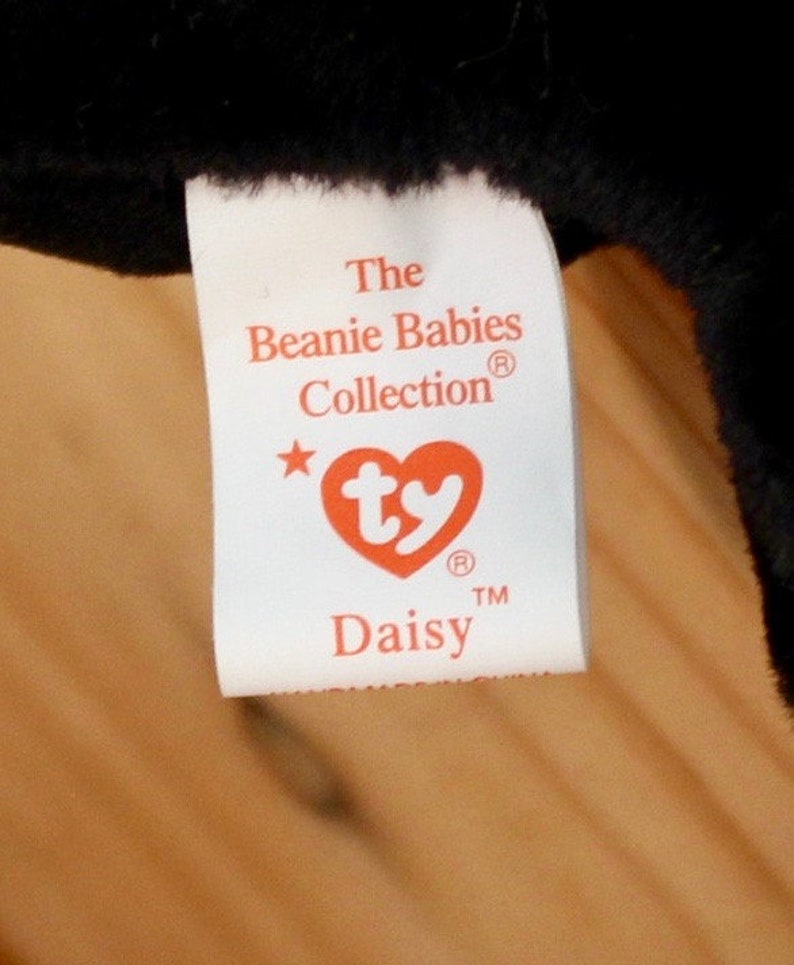 The
Beanie Babies
Collection®
ty®
Daisy™